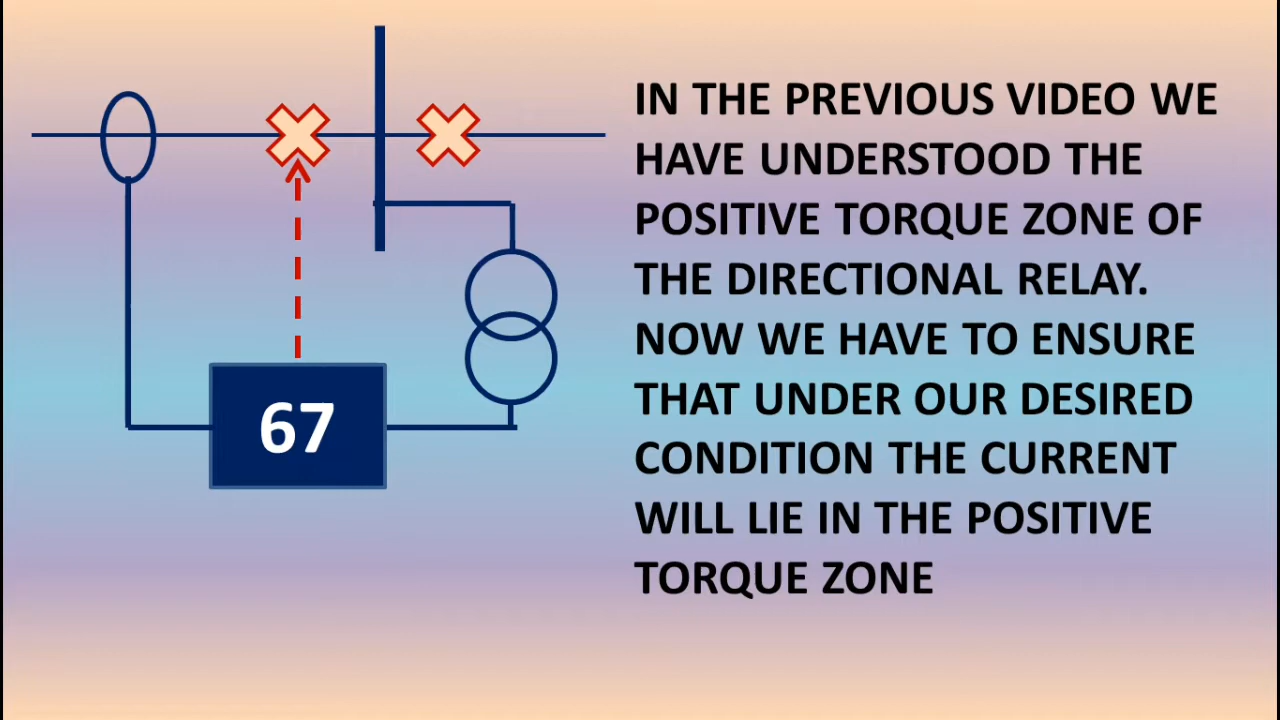 IN THE PREVIOUS VIDEO WE
HAVE UNDERSTOOD THE
POSITIVE TORQUE ZONE OF
THE DIRECTIONAL RELAY.
NOW WE HAVE TO ENSURE
THAT UNDER OUR DESIRED
CONDITION THE CURRENT
WILL LIE IN THE POSITIVE
TORQUE ZONE
67